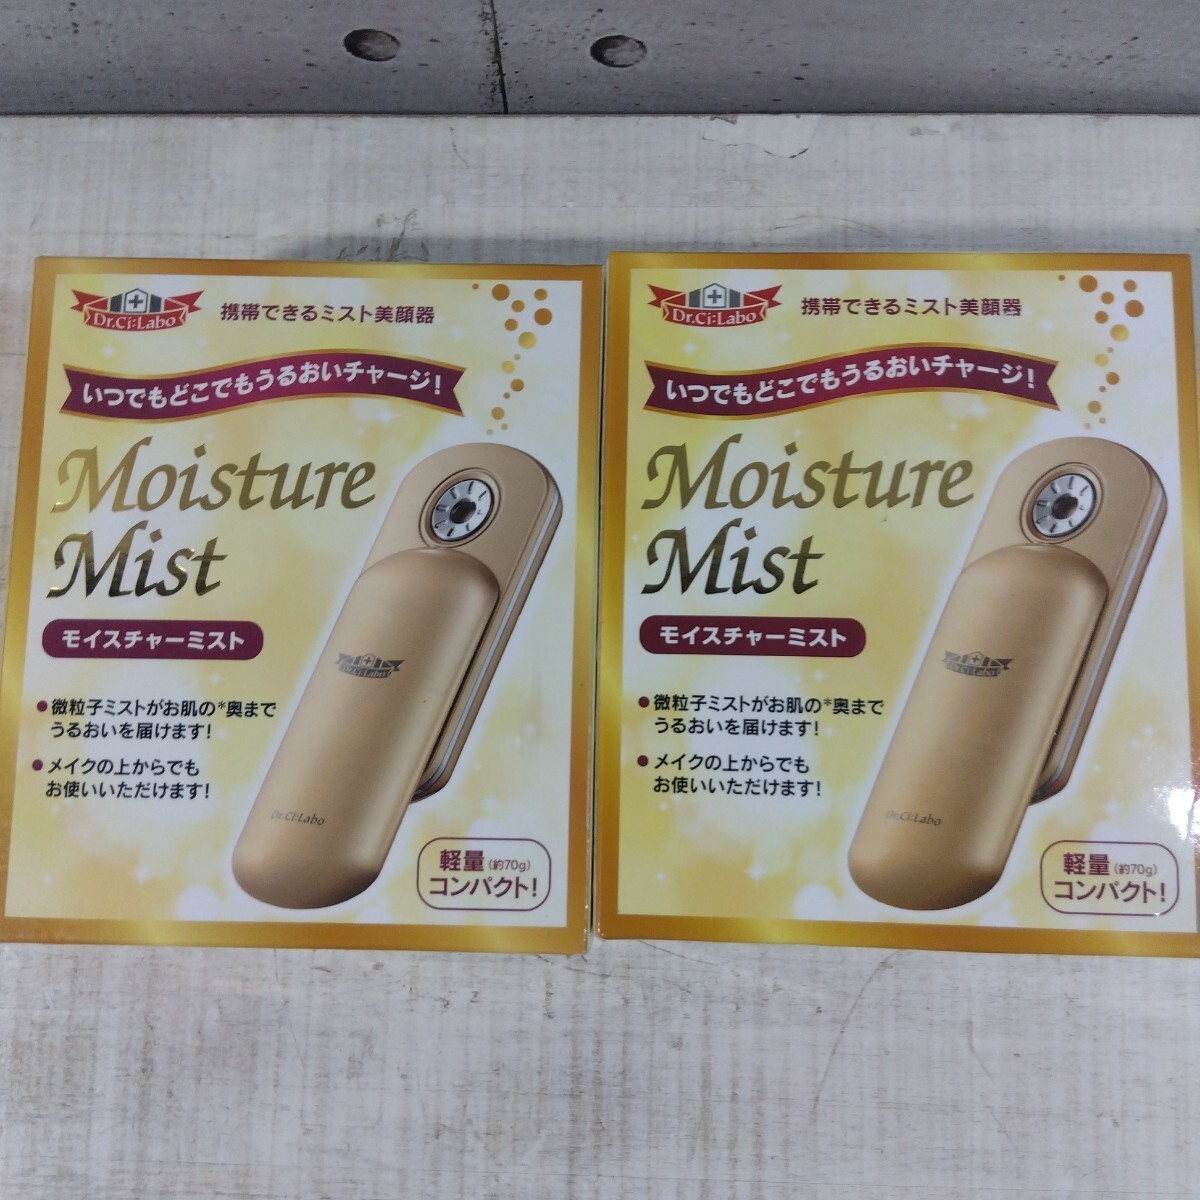 Dr.Ci:Labo
携帯できるミスト美顔器
いつでもどこでもうるおいチャージ!
Moisture
Mist
モイスチャーミスト
●微粒子ミストがお肌の*奥まで
うるおいを届けます!
●メイクの上からでも
お使いいただけます!
Dr.Ci:Labo
Dr.Ci:Labo
軽量(約70g)
コンパクト!
Dr.Ci:Labo
携帯できるミスト美顔器
いつでもどこでもうるおいチャージ!
Moisture
Mist
モイスチャーミスト
●微粒子ミストがお肌の*奥まで
うるおいを届けます!
●メイクの上からでも
お使いいただけます!
Dr.Ci:Labo
Dr.Ci:Labo
軽量(約70g)
コンパクト!